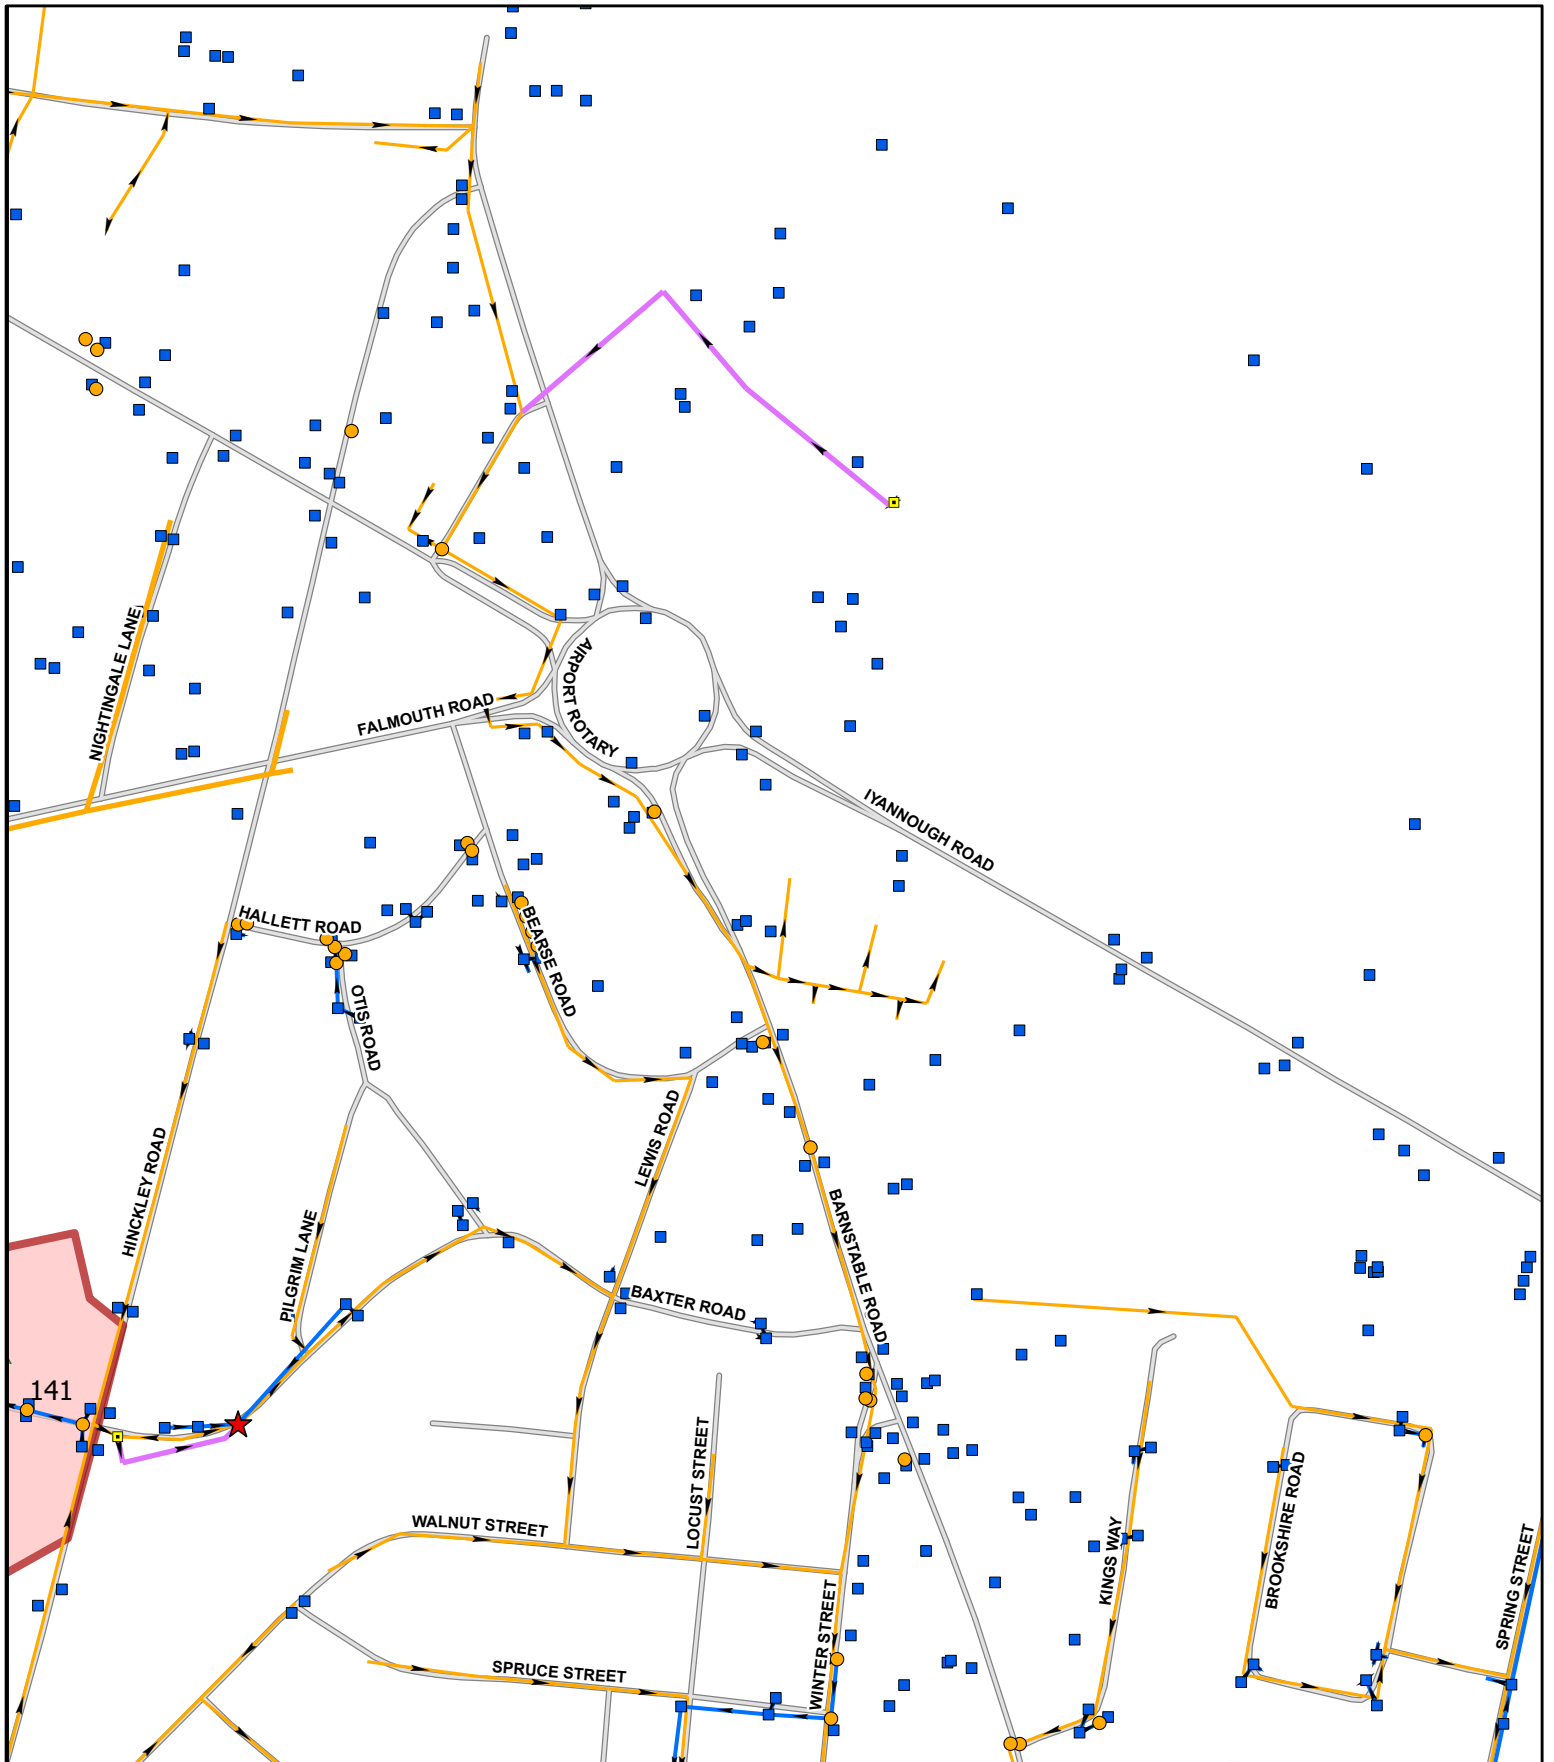 NIGHTINGALE LANE
AIRPORT ROTARY
FALMOUTH ROAD
IYANNOUGH ROAD
HALLETT ROAD
BEARSE ROAD
OTIS ROAD
LEWIS ROAD
HINCKLEY ROAD
PILGRIM LANE
BARNSTABLE ROAD
BAXTER ROAD
141
LOCUST STREET
WALNUT STREET
BROOKSHIRE ROAD
KINGS WAY
SPRING STREET
WINTER STREET
SPRUCE STREET